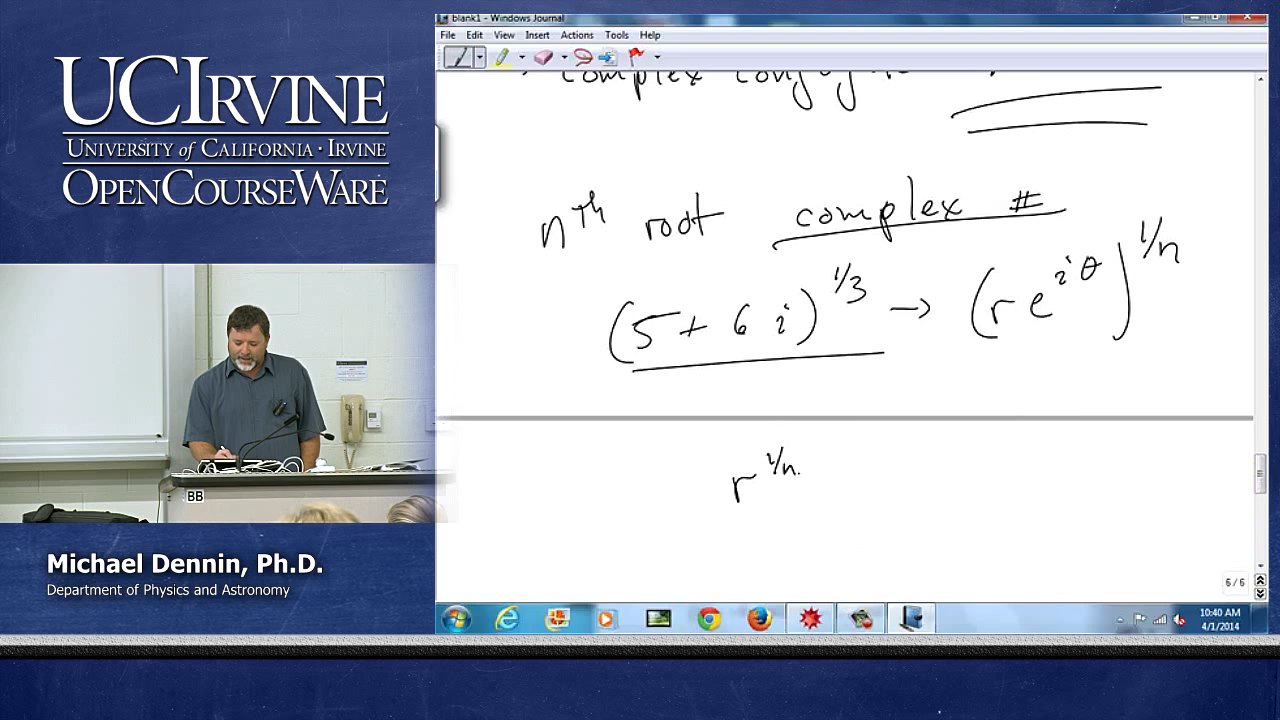 UCIRVINE
UNIVERSITY of CALIFORNIA · IRVINE
OPENCOURSEWARE
BB
Michael Dennin, Ph.D.
Department of Physics and Astronomy
blank1 - Windows Journal
File Edit View Insert Actions Tools Help
complex
nth root complex #
(5 + 6 i)^1/3 → (r e^iθ)^1/n
r^1/n
6/6
10:40 AM
4/1/2014